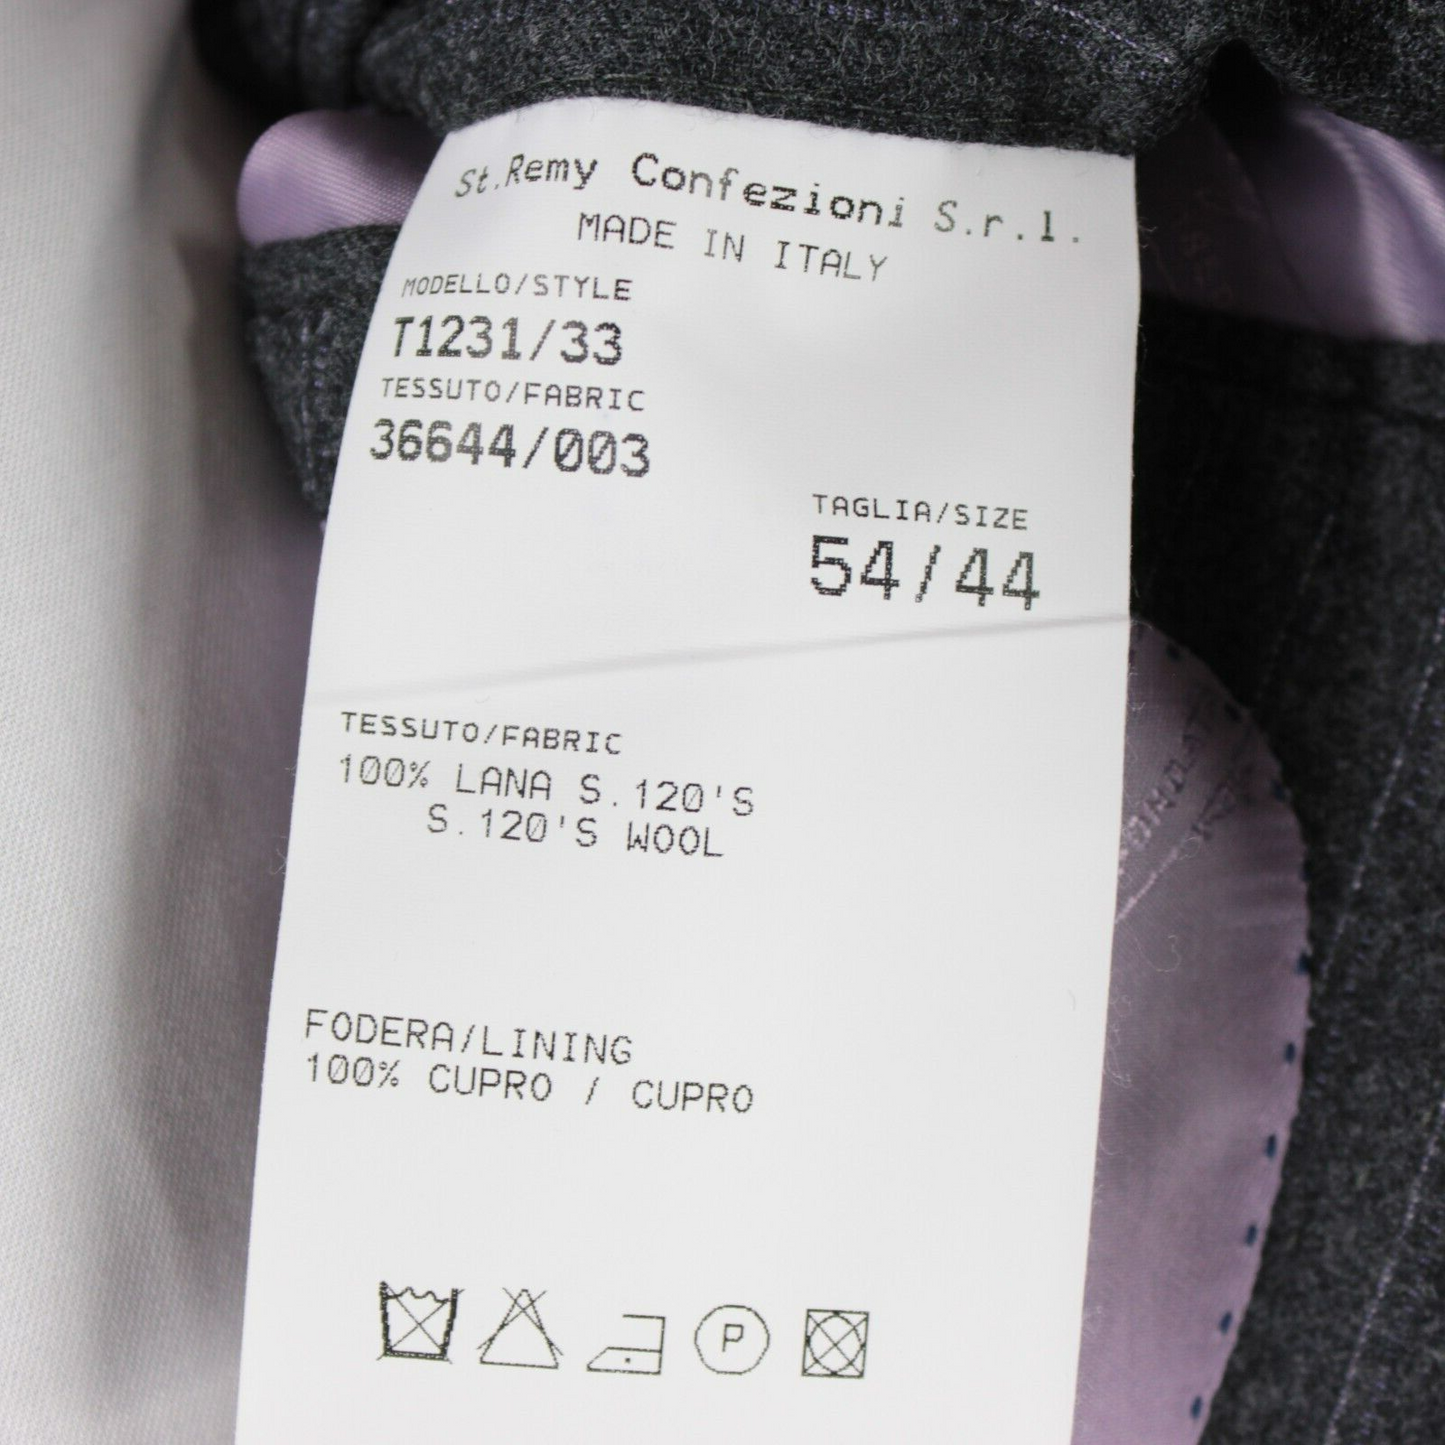 St.Remy Confezioni S.r.l.
MADE IN ITALY
MODELLO/STYLE
T1231/33
TESSUTO/FABRIC
36644/003
TAGLIA/SIZE
54/44
TESSUTO/FABRIC
100% LANA S.120'S
S.120'S WOOL
FODERA/LINING
100% CUPRO / CUPRO
P